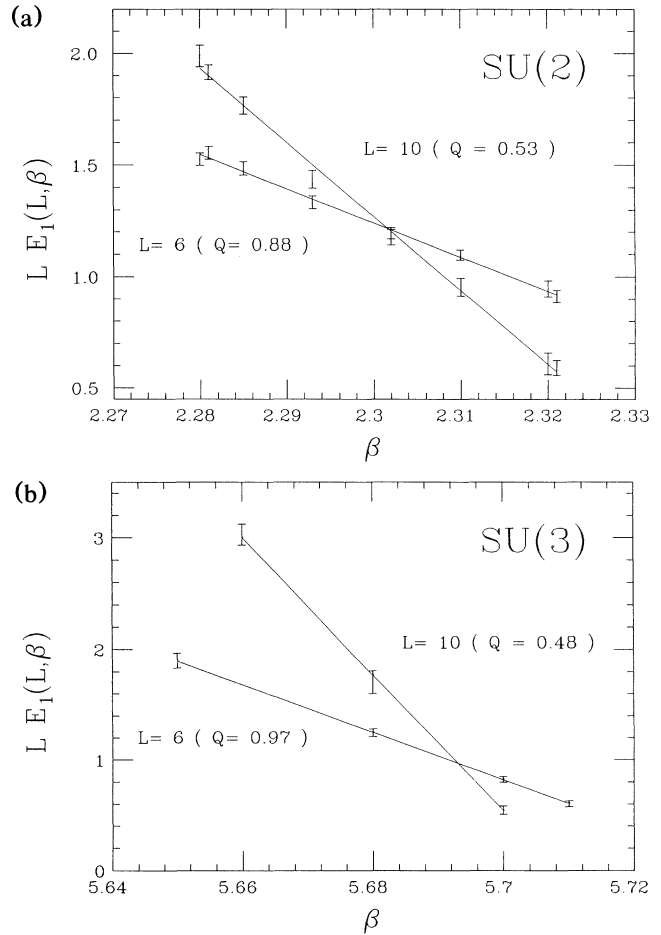 (a)
SU(2)
2.0
1.5
1.0
0.5
L E₁(L,β)
L= 10 ( Q = 0.53 )
L= 6 ( Q= 0.88 )
2.27 2.28 2.29 2.3 2.31 2.32 2.33
β
(b)
SU(3)
3
2
1
0
L E₁(L,β)
L= 10 ( Q = 0.48 )
L= 6 ( Q= 0.97 )
5.64 5.66 5.68 5.7 5.72
β